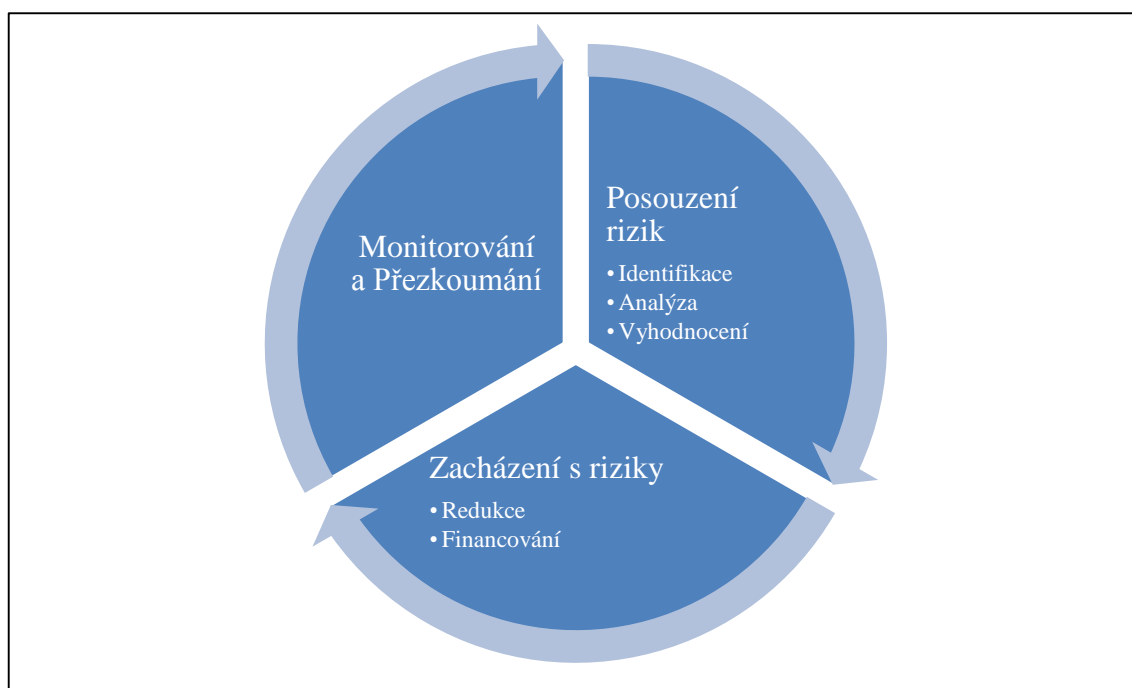 Posouzení
rizik
• Identifikace
• Analýza
• Vyhodnocení
Zacházení s riziky
• Redukce
• Financování
Monitorování
a Přezkoumání